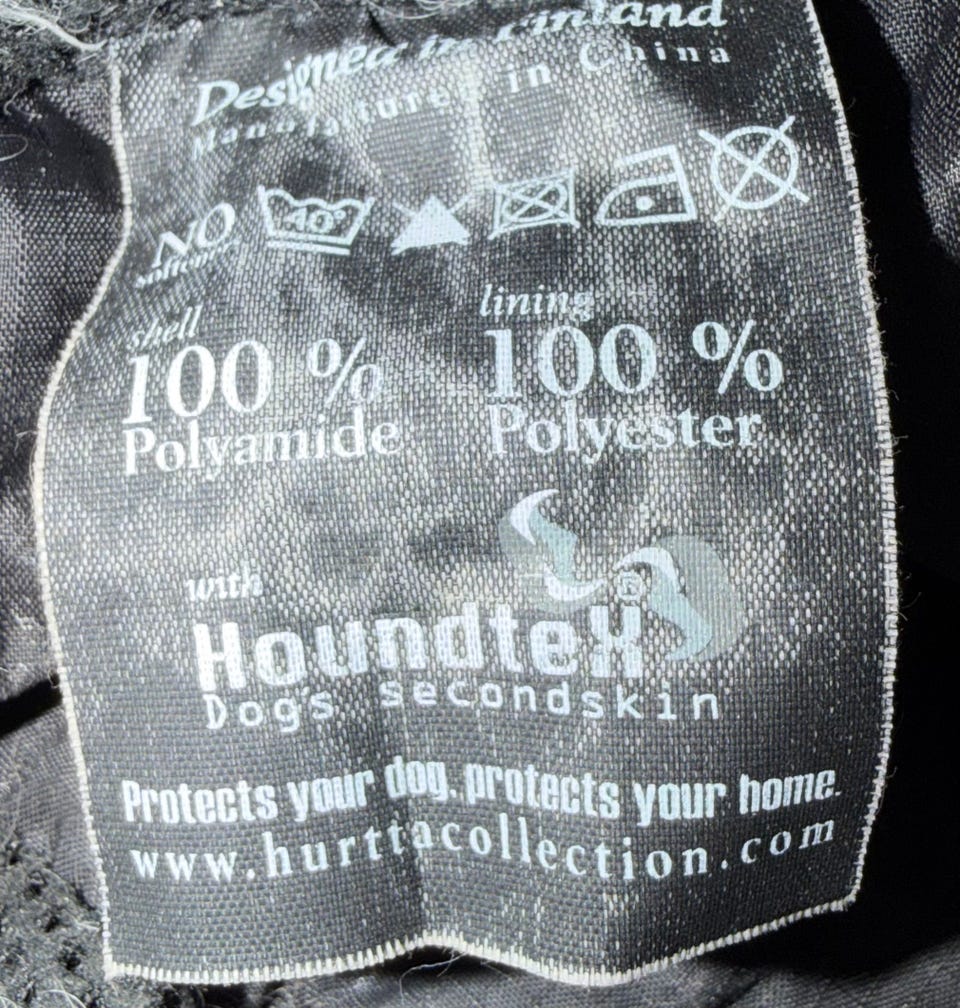 Designed in Finland
Manufactured in China
NO
softener
40°
shell
100 %
Polyamide
lining
100 %
Polyester
with
Houndtex®
Dog's secondskin
Protects your dog, protects your home.
www.hurttacollection.com